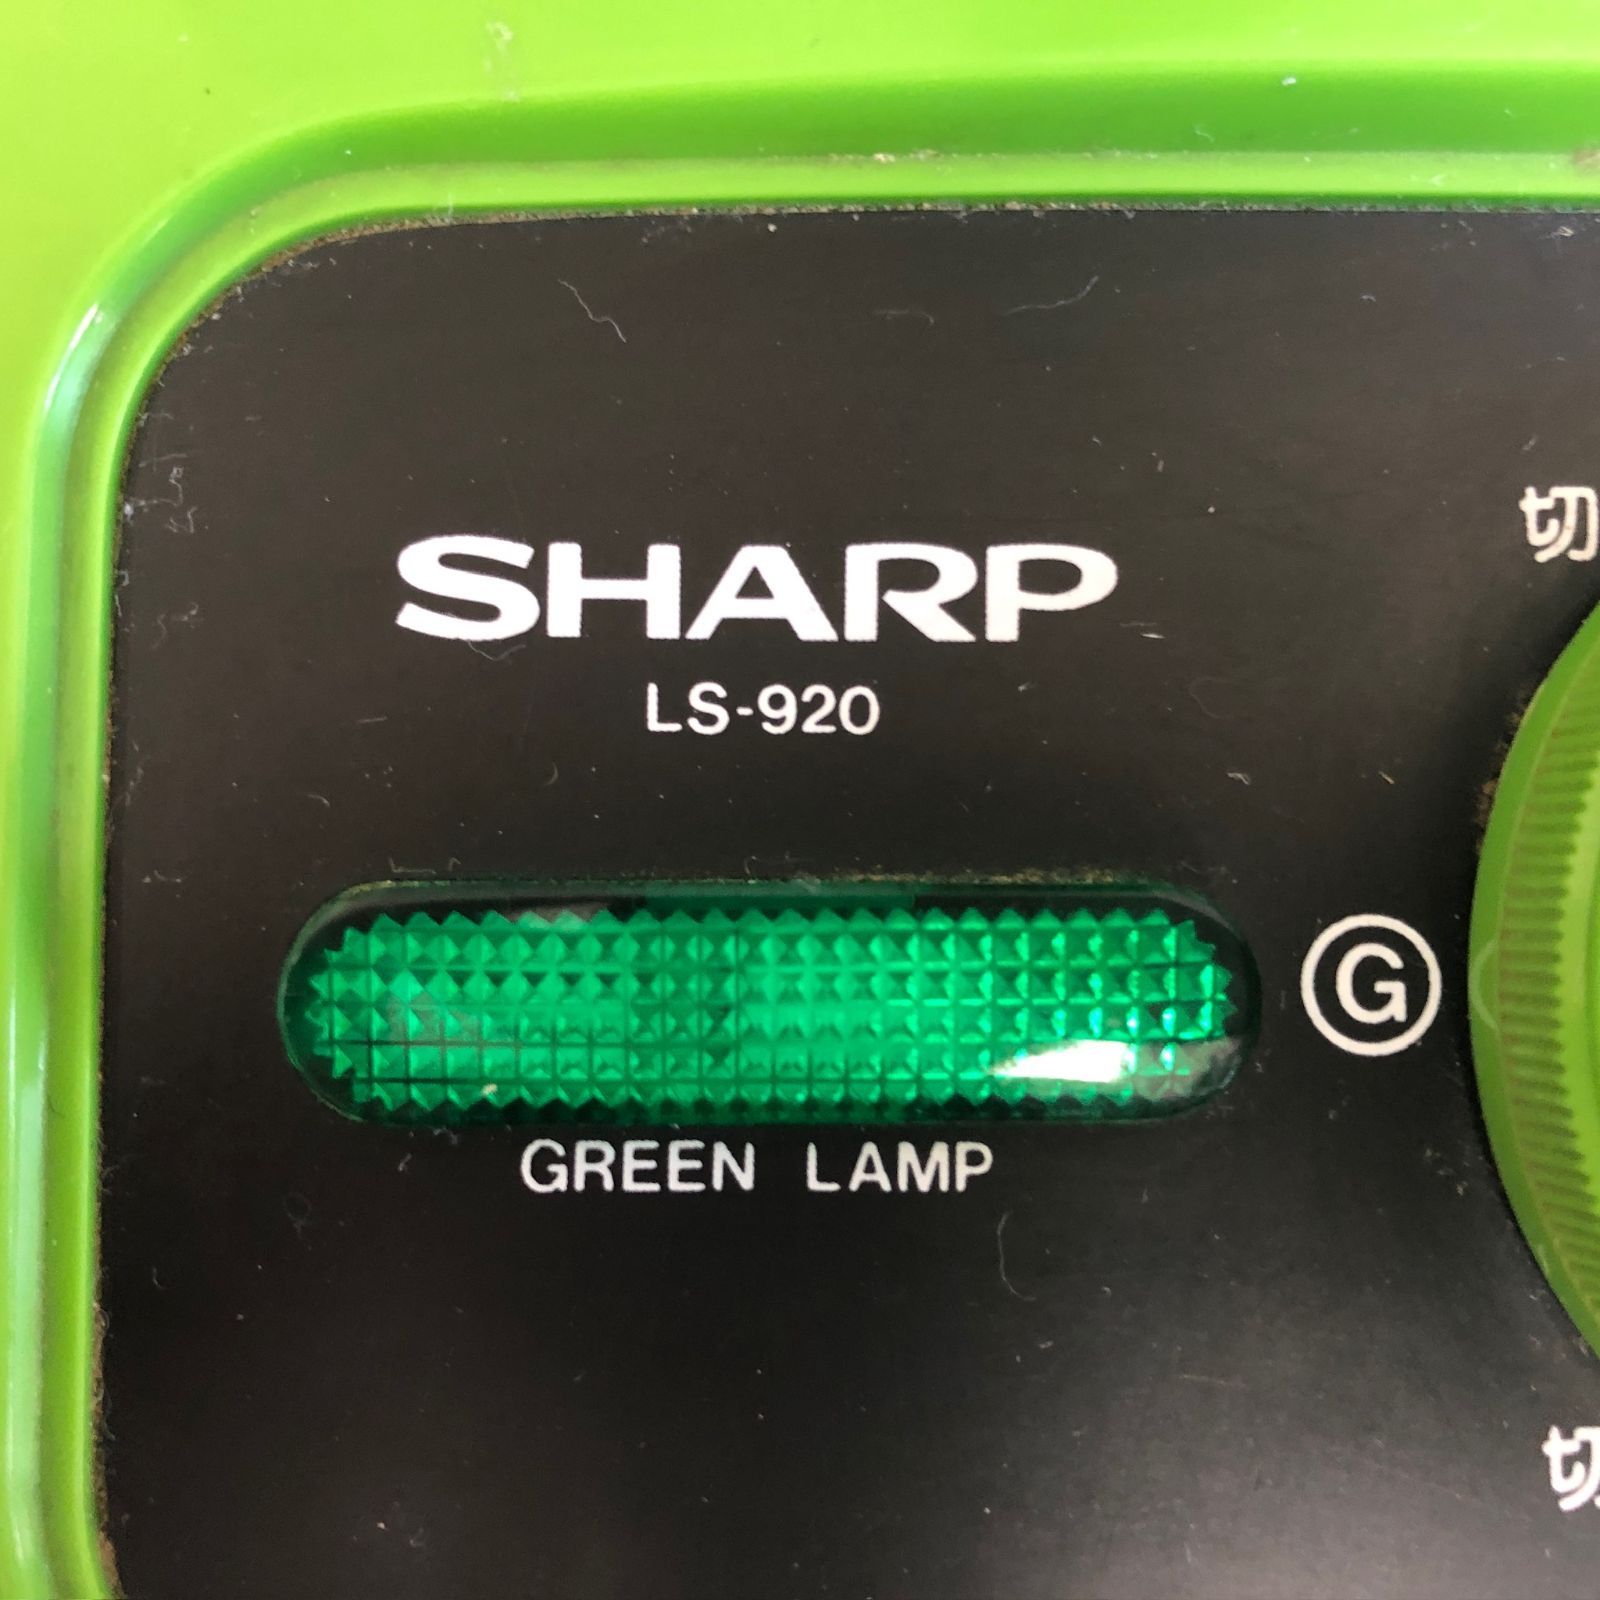 切
SHARP
LS-920
G
GREEN LAMP
切